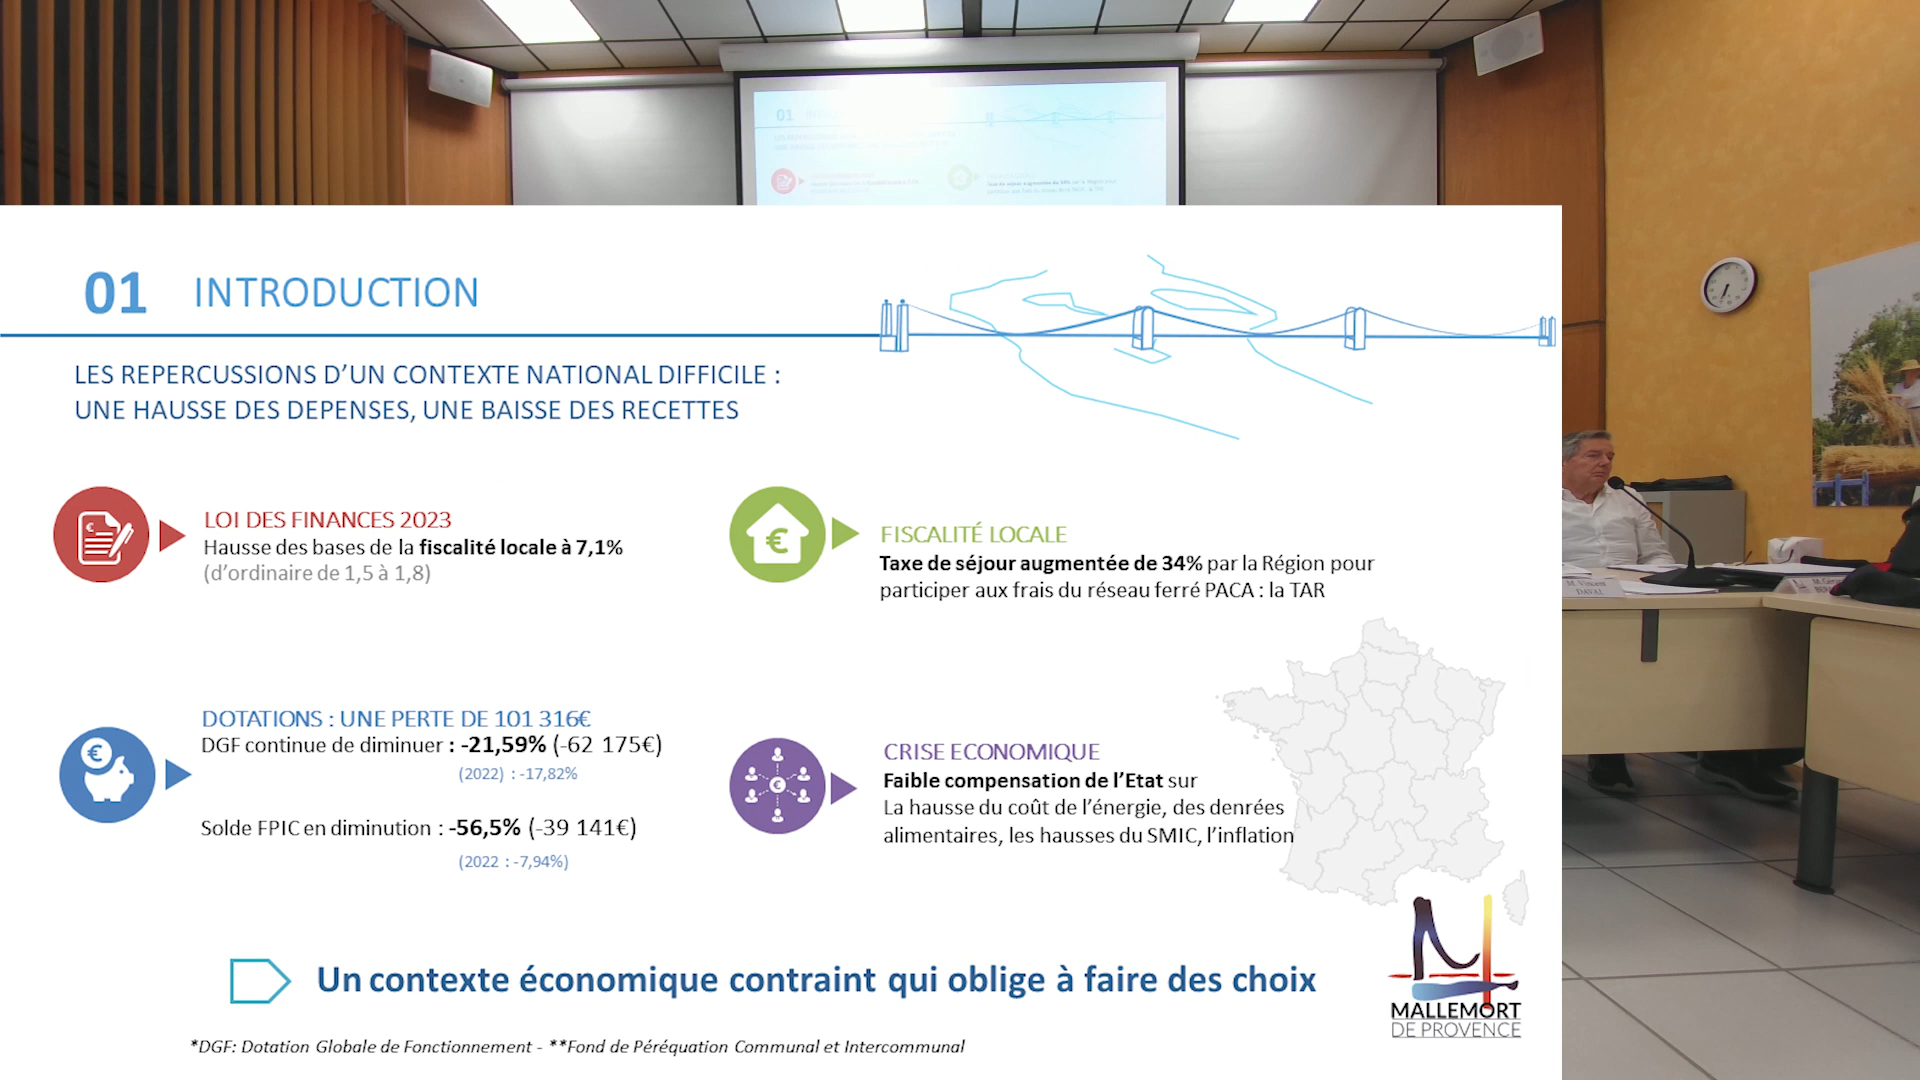 01 INTRODUCTION
LES REPERCUSSIONS D'UN CONTEXTE NATIONAL DIFFICILE :
UNE HAUSSE DES DEPENSES, UNE BAISSE DES RECETTES
€
LOI DES FINANCES 2023
Hausse des bases de la fiscalité locale à 7,1%
(d'ordinaire de 1,5 à 1,8)
€
FISCALITÉ LOCALE
Taxe de séjour augmentée de 34% par la Région pour
participer aux frais du réseau ferré PACA : la TAR
€
DOTATIONS : UNE PERTE DE 101 316€
DGF continue de diminuer : -21,59% (-62 175€)
(2022) : -17,82%
Solde FPIC en diminution : -56,5% (-39 141€)
(2022 : -7,94%)
€
CRISE ECONOMIQUE
Faible compensation de l'Etat sur
La hausse du coût de l'énergie, des denrées
alimentaires, les hausses du SMIC, l'inflation
Un contexte économique contraint qui oblige à faire des choix
MALLEMORT
DE PROVENCE
*DGF: Dotation Globale de Fonctionnement - **Fond de Péréquation Communal et Intercommunal
01
M. Vincent
DAVAL